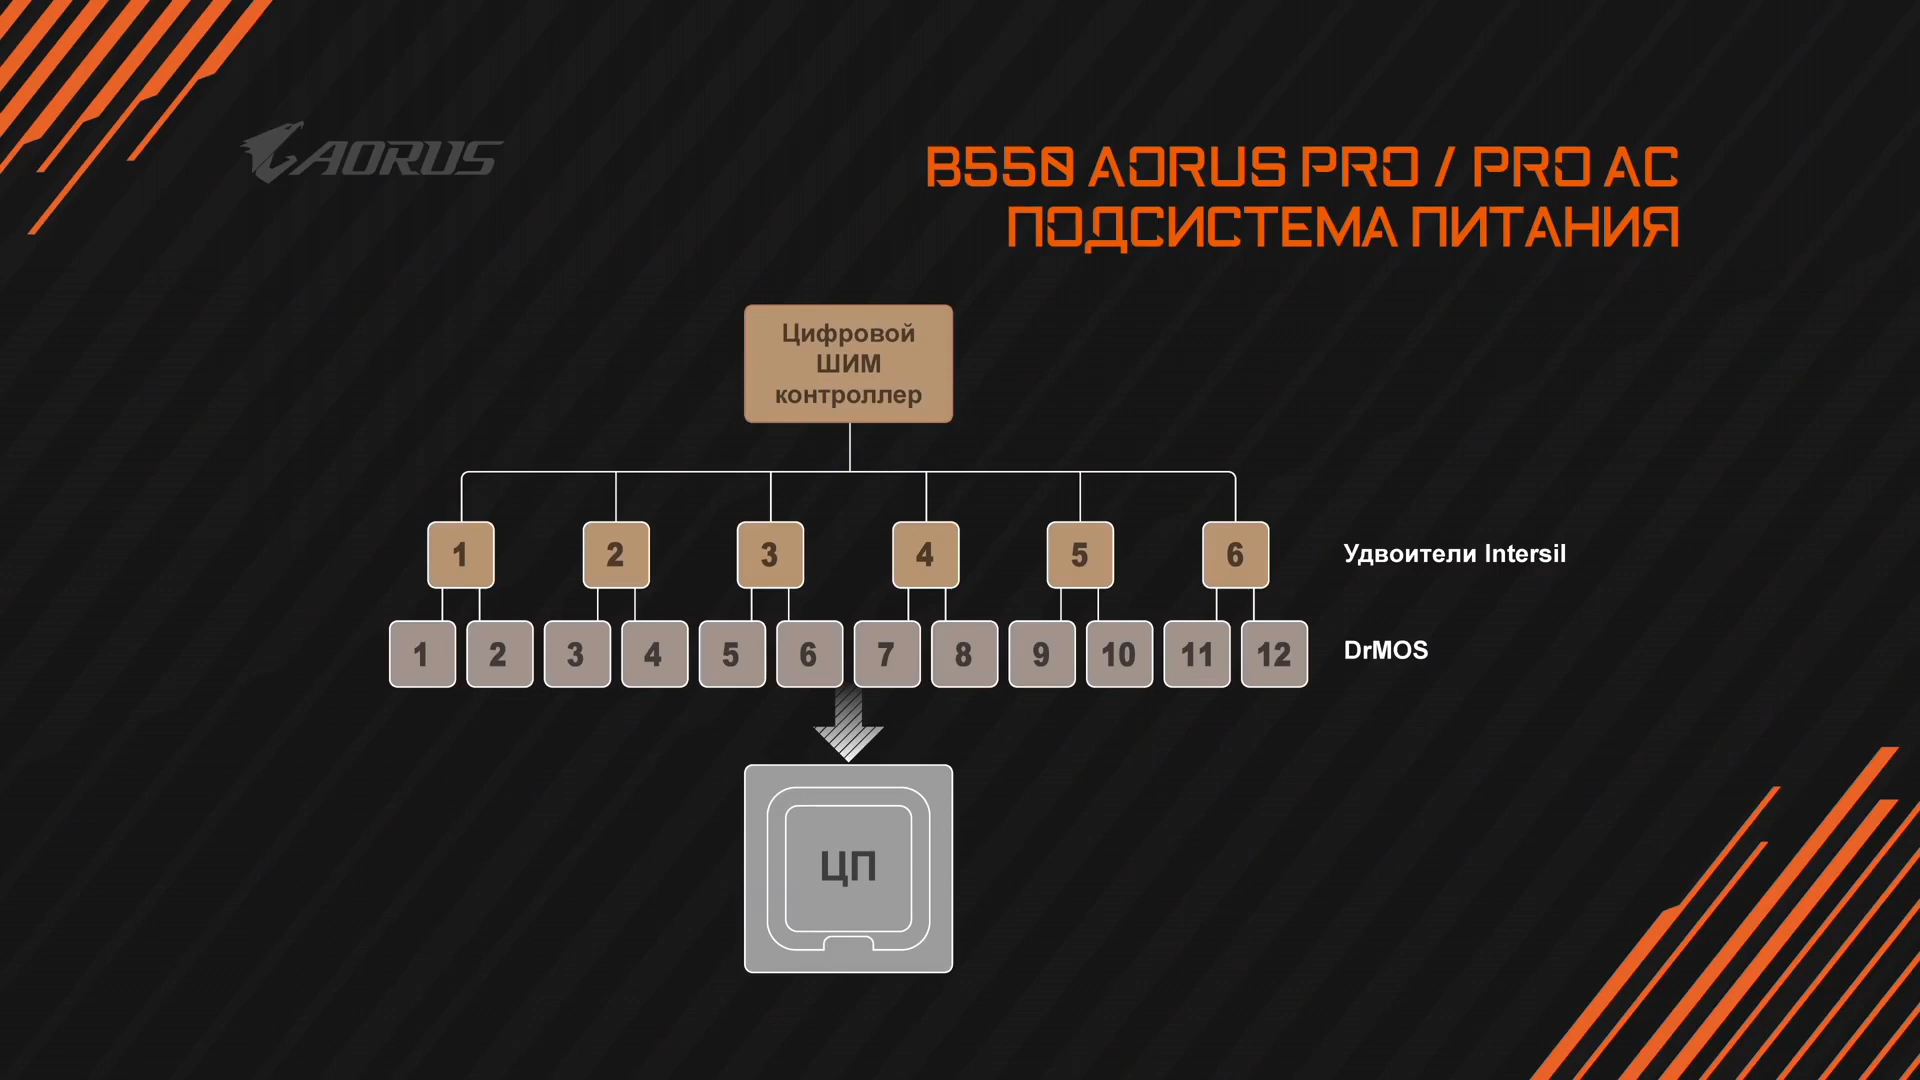 AORUS
B550 AORUS PRO / PRO AC
ПОДСИСТЕМА ПИТАНИЯ
Цифровой
ШИМ
контроллер
1 2 3 4 5 6 Удвоители Intersil
1 2 3 4 5 6 7 8 9 10 11 12 DrMOS
ЦП